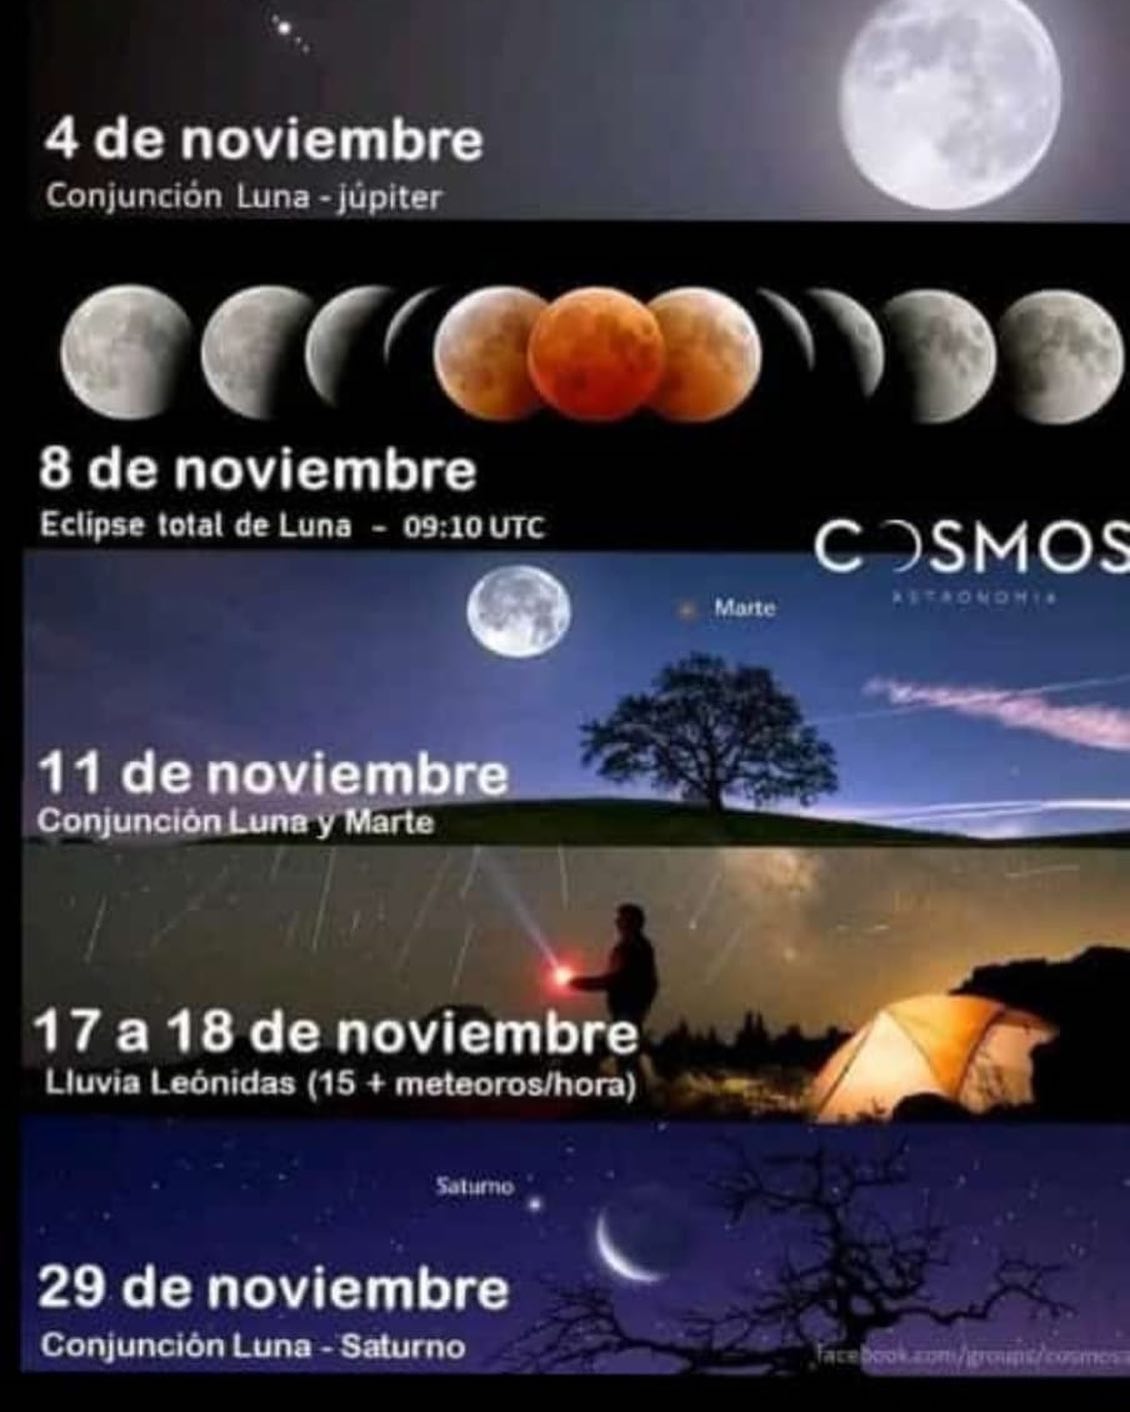 4 de noviembre
Conjunción Luna - júpiter
8 de noviembre
Eclipse total de Luna - 09:10 UTC
COSMOS
ASTRONOMIA
Marte
11 de noviembre
Conjunción Luna y Marte
17 a 18 de noviembre
Lluvia Leónidas (15 + meteoros/hora)
Saturno
29 de noviembre
Conjunción Luna - Saturno
facebook.com/groups/cosmos